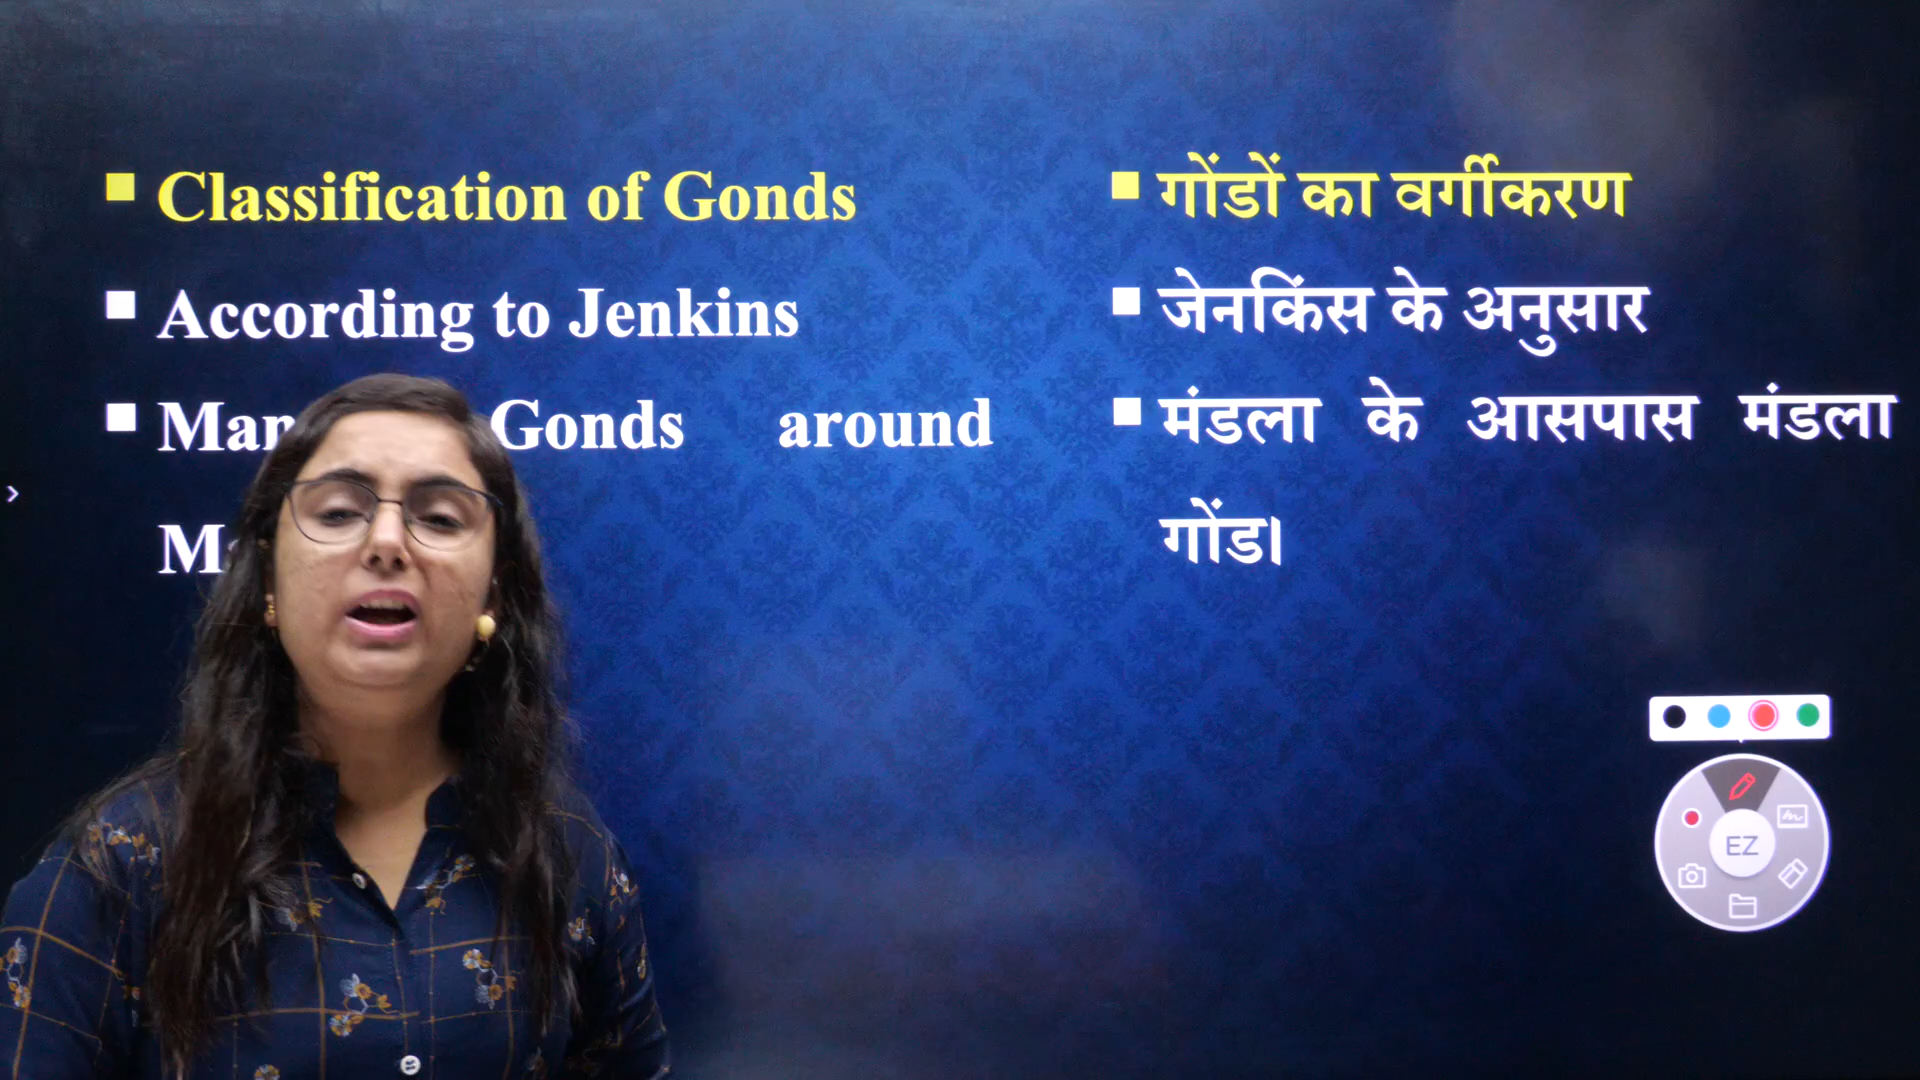 Classification of Gonds
According to Jenkins
Gonds around
गोंडों का वर्गीकरण
जेनकिंस के अनुसार
मंडला के आसपास मंडला
गोंड।
EZ